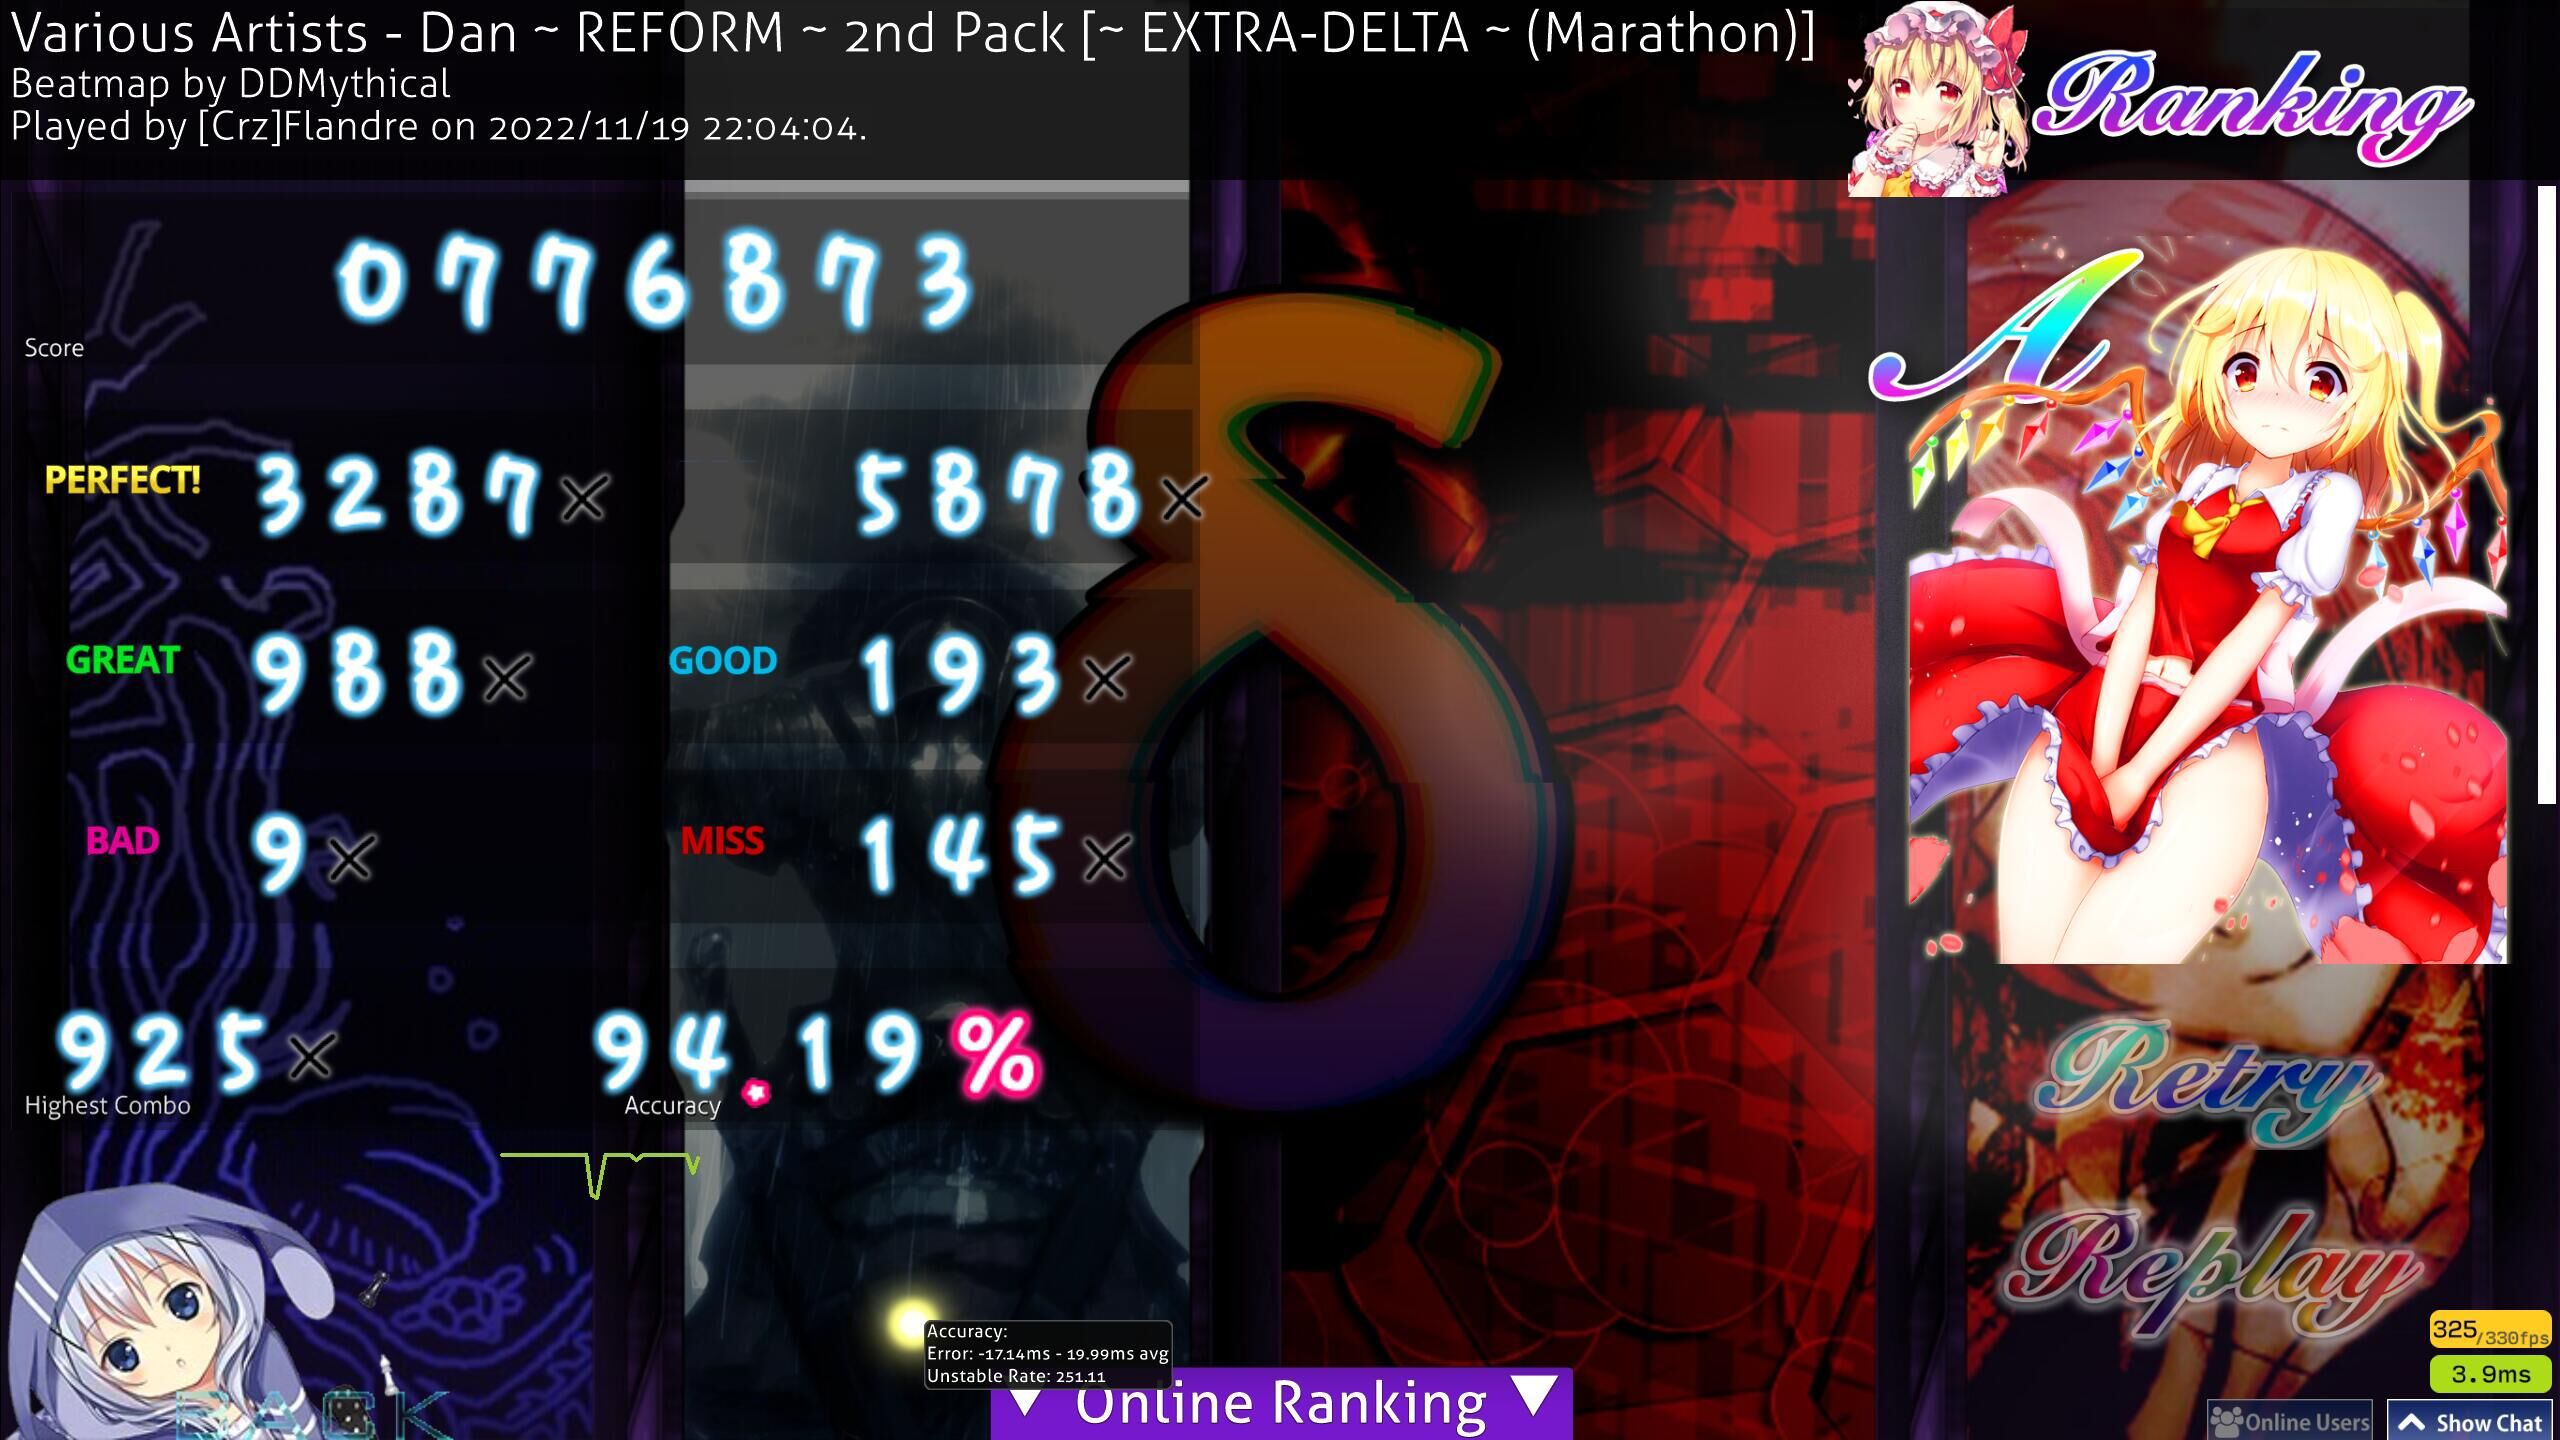 Various Artists - Dan ~ REFORM ~ 2nd Pack [~ EXTRA-DELTA ~ (Marathon)]
Beatmap by DDMythical
Played by [Crz]Flandre on 2022/11/19 22:04:04.
Ranking
0776873
Score
A
PERFECT! 3287× 5878×
GREAT 988× GOOD 193×
BAD 9× MISS 145×
925× 94.19%
Highest Combo Accuracy
δ
Retry
Replay
Accuracy:
Error: -17.14ms - 19.99ms avg
Unstable Rate: 251.11
BACK
▼ Online Ranking ▼
325/330fps
3.9ms
Online Users
Show Chat